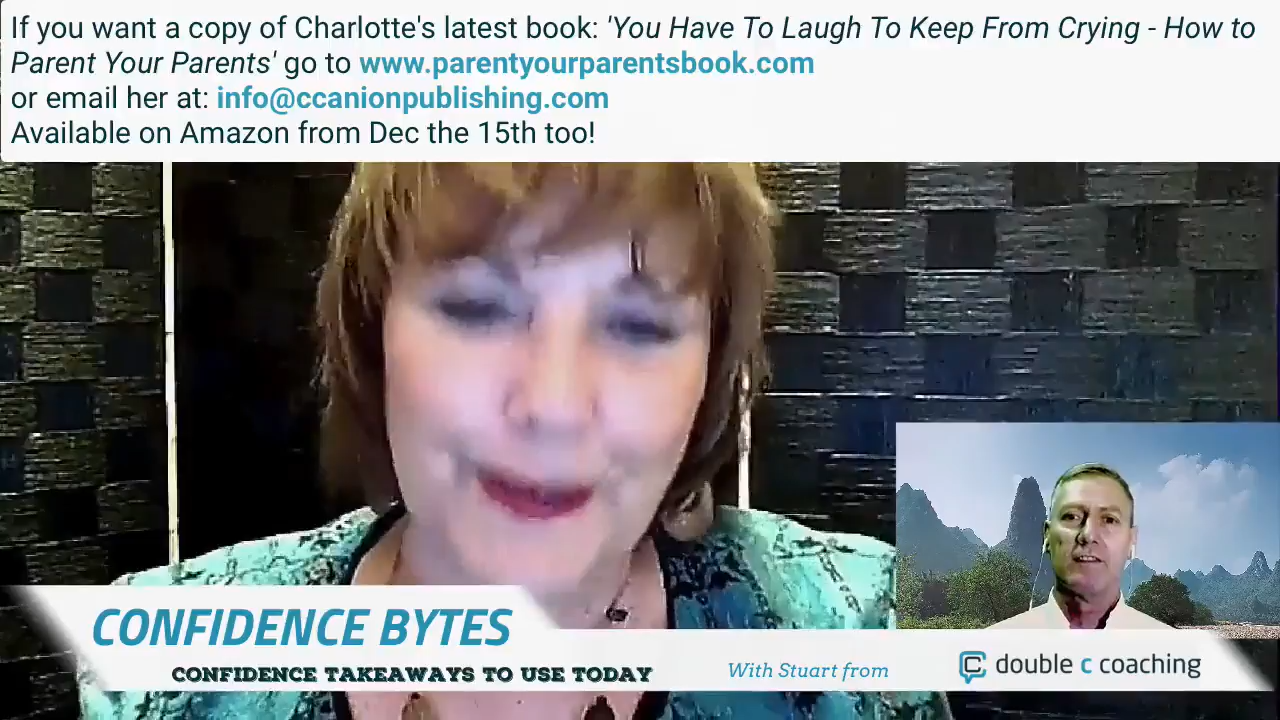 If you want a copy of Charlotte's latest book: 'You Have To Laugh To Keep From Crying - How to
Parent Your Parents' go to www.parentyourparentsbook.com
or email her at: info@ccanionpublishing.com
Available on Amazon from Dec the 15th too!
CONFIDENCE BYTES
CONFIDENCE TAKEAWAYS TO USE TODAY
With Stuart from
double c coaching